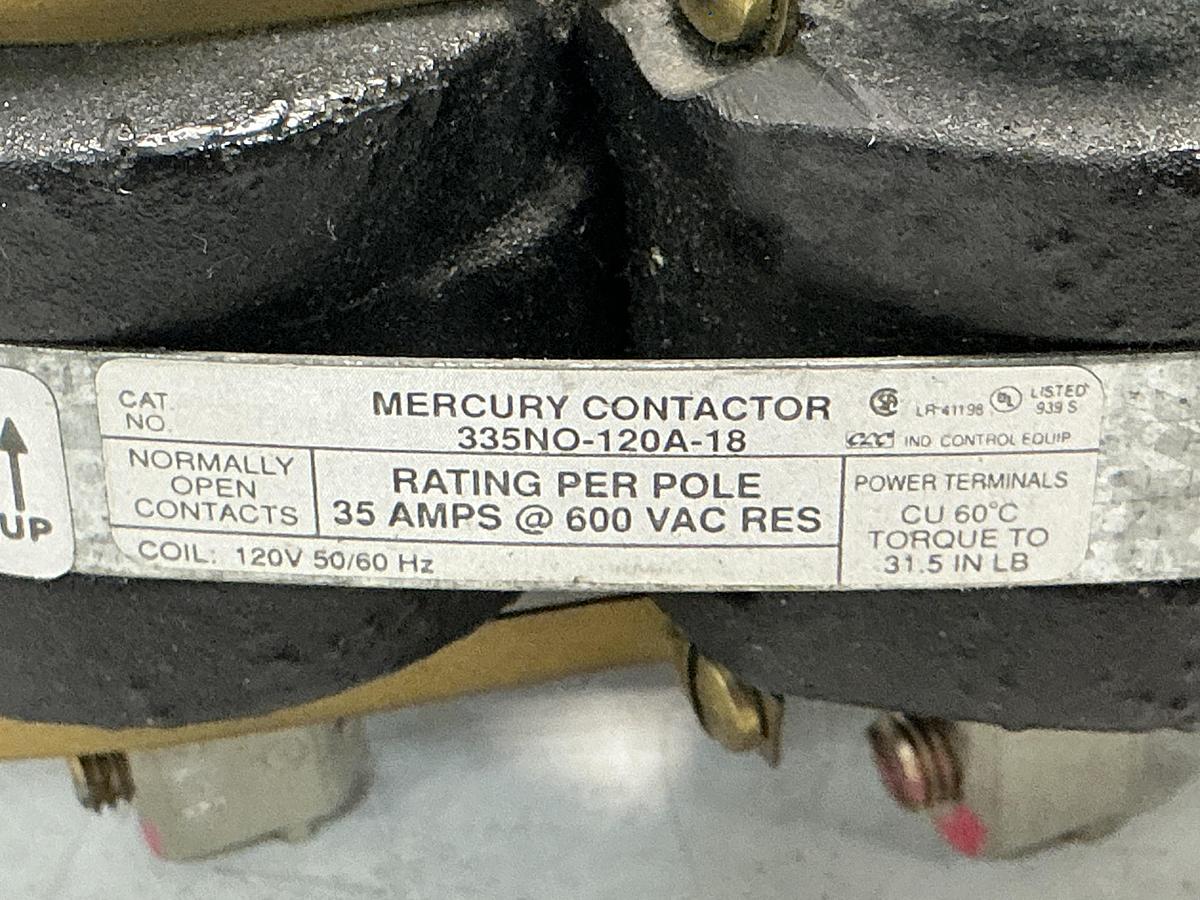 UP
CAT.
NO.
MERCURY CONTACTOR
335NO-120A-18
LR 41198
UL
LISTED
939 S
IND CONTROL EQUIP
NORMALLY
OPEN
CONTACTS
RATING PER POLE
35 AMPS @ 600 VAC RES
COIL: 120V 50/60 Hz
POWER TERMINALS
CU 60°C
TORQUE TO
31.5 IN LB